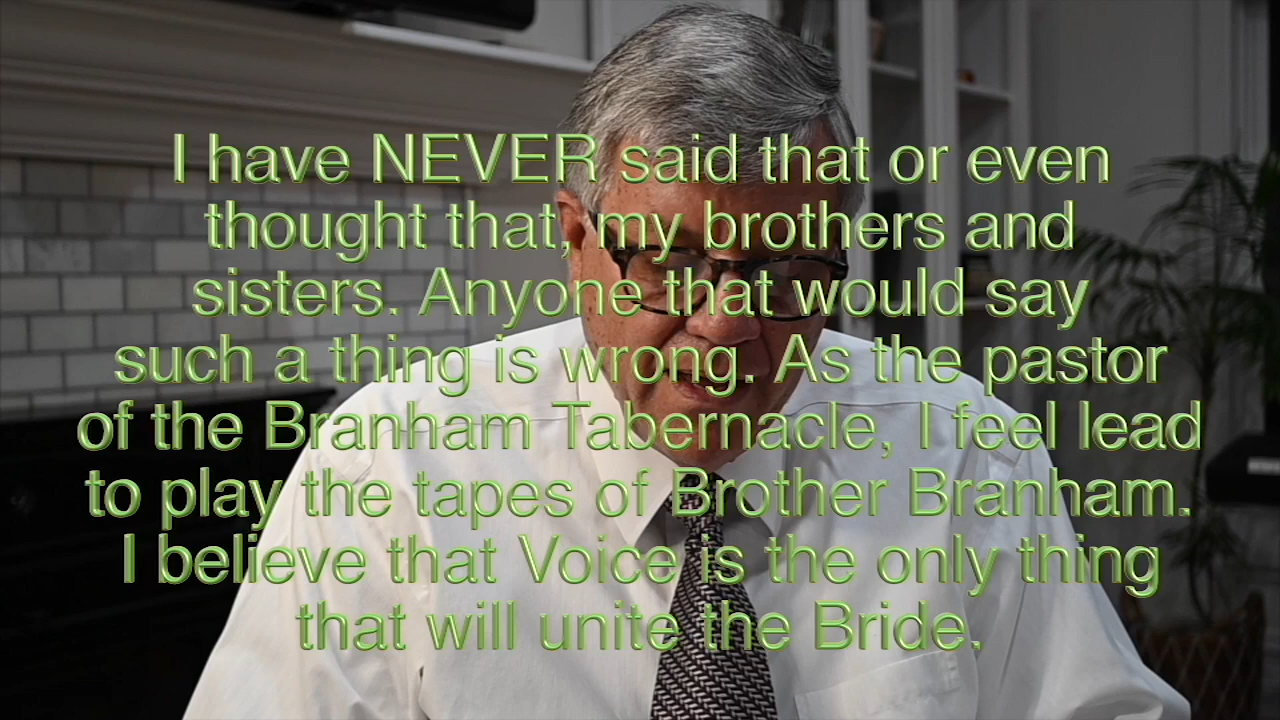 I have NEVER said that or even
thought that, my brothers and
sisters. Anyone that would say
such a thing is wrong. As the pastor
of the Branham Tabernacle, I feel lead
to play the tapes of Brother Branham.
I believe that Voice is the only thing
that will unite the Bride.